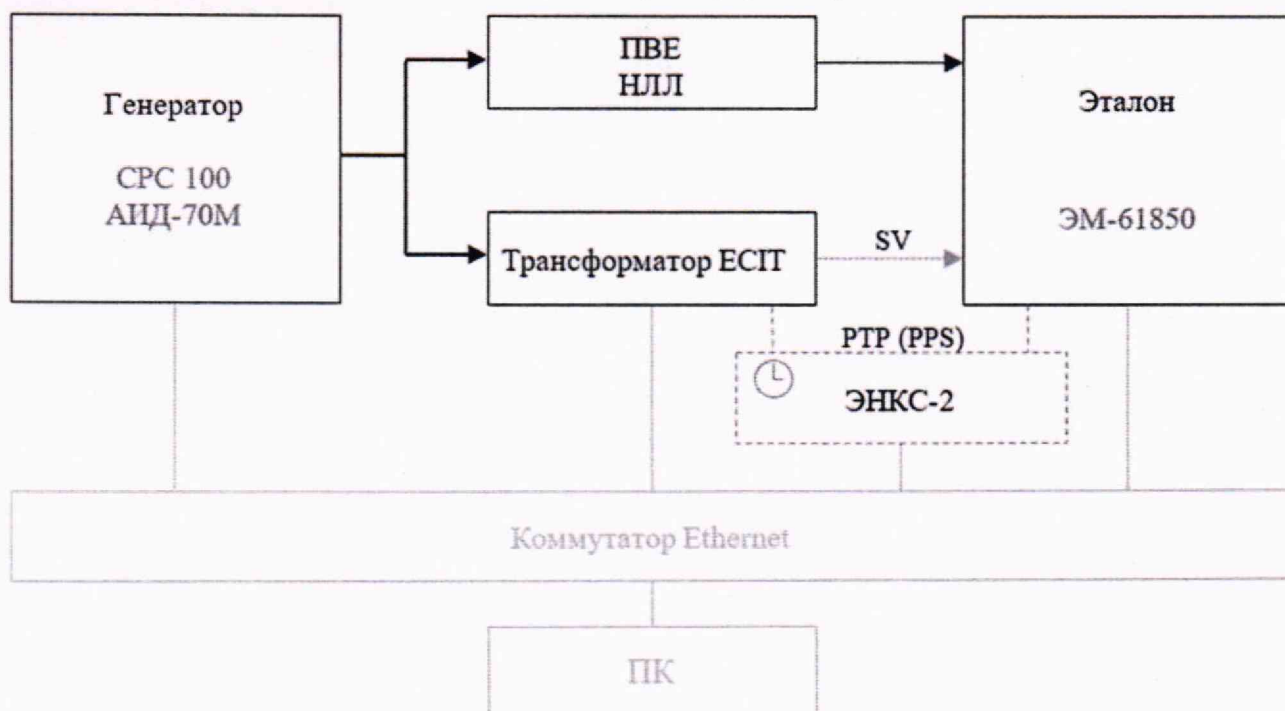 Генератор
СРС 100
АИД-70М
ПВЕ
НЛЛ
Трансформатор ECIT
SV
Эталон
ЭМ-61850
PTP (PPS)
ЭНКС-2
Коммутатор Ethernet
ПК